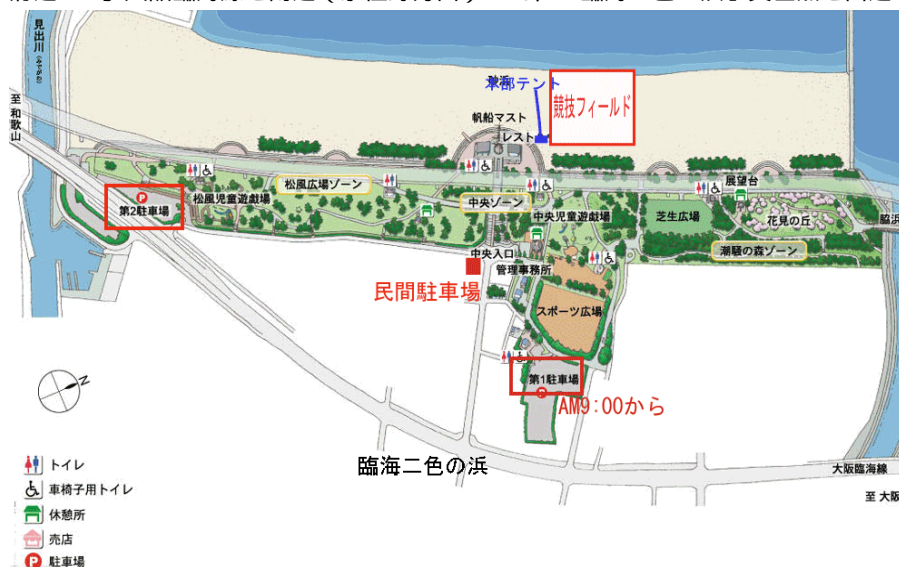 見出川
至 和歌山
砂浜
本部テント
競技フィールド
帆船マスト
レスト
展望台
松風広場ゾーン
松風児童遊戯場
第2駐車場
中央ゾーン
中央児童遊戯場
芝生広場
花見の丘
脇浜
潮騒の森ゾーン
中央入口
管理事務所
民間駐車場
スポーツ広場
第1駐車場
AM9:00から
N
臨海二色の浜
大阪臨海線
至 大阪
トイレ
車椅子用トイレ
休憩所
売店
P 駐車場